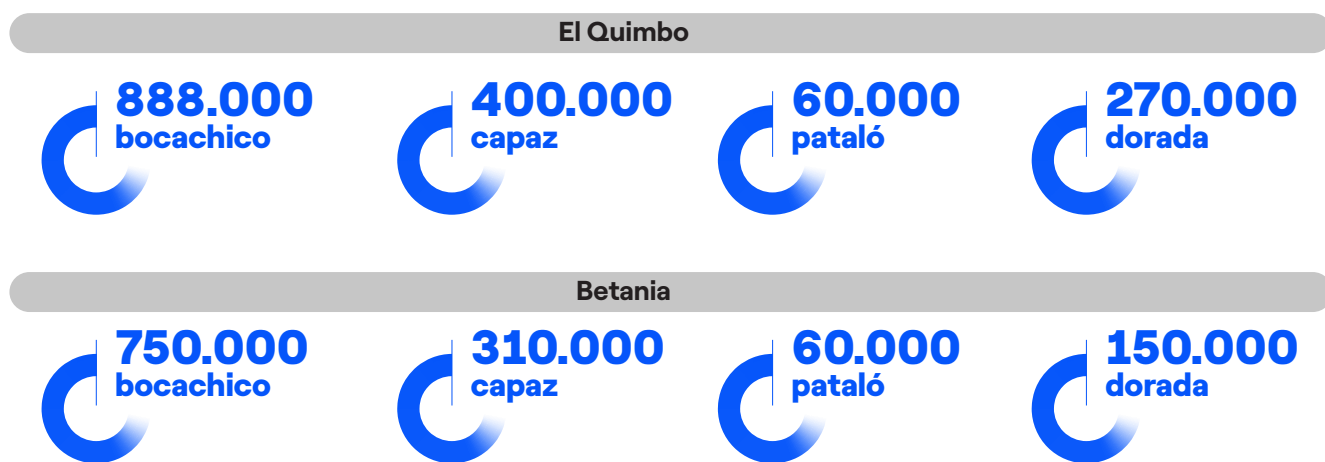 El Quimbo
888.000
bocachico
400.000
capaz
60.000
pataló
270.000
dorada
Betania
750.000
bocachico
310.000
capaz
60.000
pataló
150.000
dorada